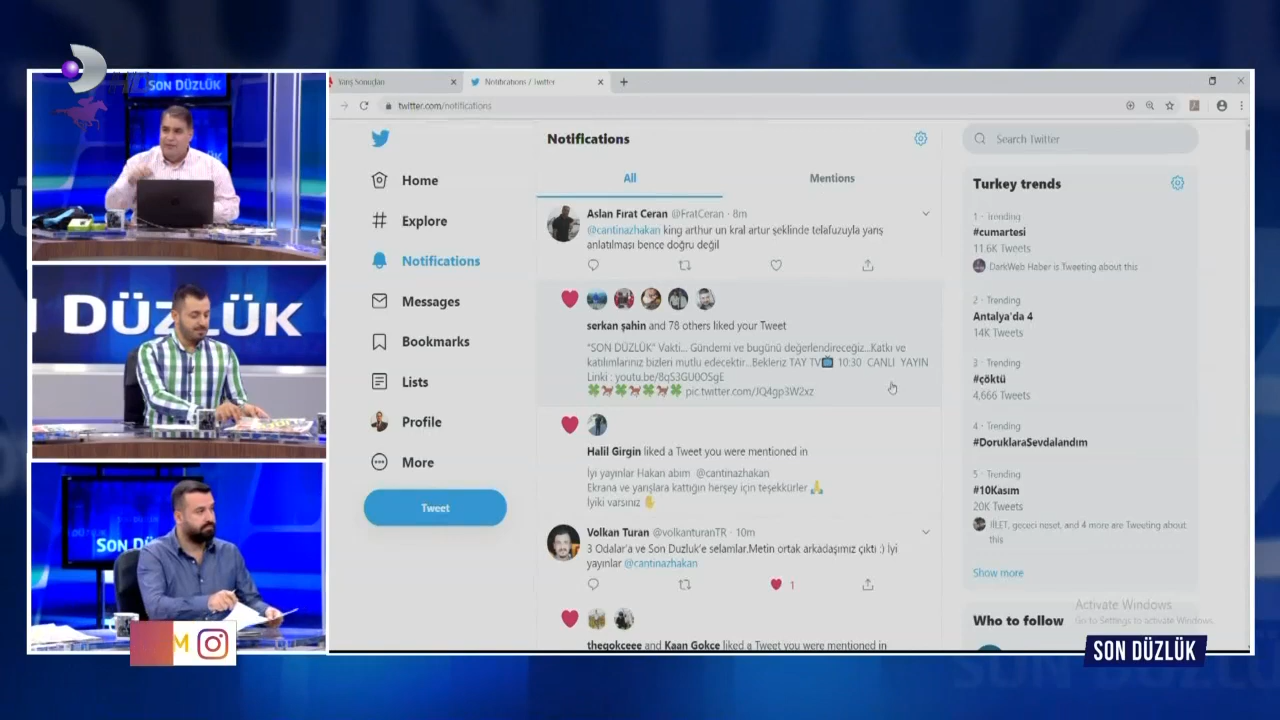 SON DÜZLÜK
DÜZLÜK
SON D
Yarış Sonuçları
Notifications / Twitter
twitter.com/notifications
Home
Explore
Notifications
Messages
Bookmarks
Lists
Profile
More
Tweet
Notifications
All
Mentions
Aslan Fırat Ceran @FratCeran · 8m
@cantinazhakan king arthur un kral artur şeklinde telafuzuyla yarış
anlatılması bence doğru değil
serkan şahin and 78 others liked your Tweet
"SON DÜZLÜK" Vakti... Gündemi ve bugünü değerlendireceğiz...Katkı ve
katılımlarınız bizleri mutlu edecektir...Bekleriz TAY TV📺 10:30 CANLI YAYIN
Linki : youtu.be/8qS3GU0OSgE
🍀🐎🍀🐎🍀🐎🍀 pic.twitter.com/JQ4gp3W2xz
Halil Girgin liked a Tweet you were mentioned in
İyi yayınlar Hakan abım @cantinazhakan
Ekrana ve yarışlara kattığın herşey için teşekkürler 🙏
Iyiki varsınız ✋
Volkan Turan @volkanturanTR · 10m
3 Odalar'a ve Son Duzluk'e selamlar.Metin ortak arkadaşımız çıktı :) Iyi
yayınlar @cantinazhakan
1
thegokceee and Kaan Gokce liked a Tweet you were mentioned in
Search Twitter
Turkey trends
1 · Trending
#cumartesi
11.6K Tweets
DarkWeb Haber is Tweeting about this
2 · Trending
Antalya'da 4
14K Tweets
3 · Trending
#çöktü
4,666 Tweets
4 · Trending
#DoruklaraSevdalandım
5 · Trending
#10Kasım
20K Tweets
and 4 more are Tweeting about
this
Show more
Who to follow
Activate Windows
Go to Settings to activate Windows.
M
SON DÜZLÜK